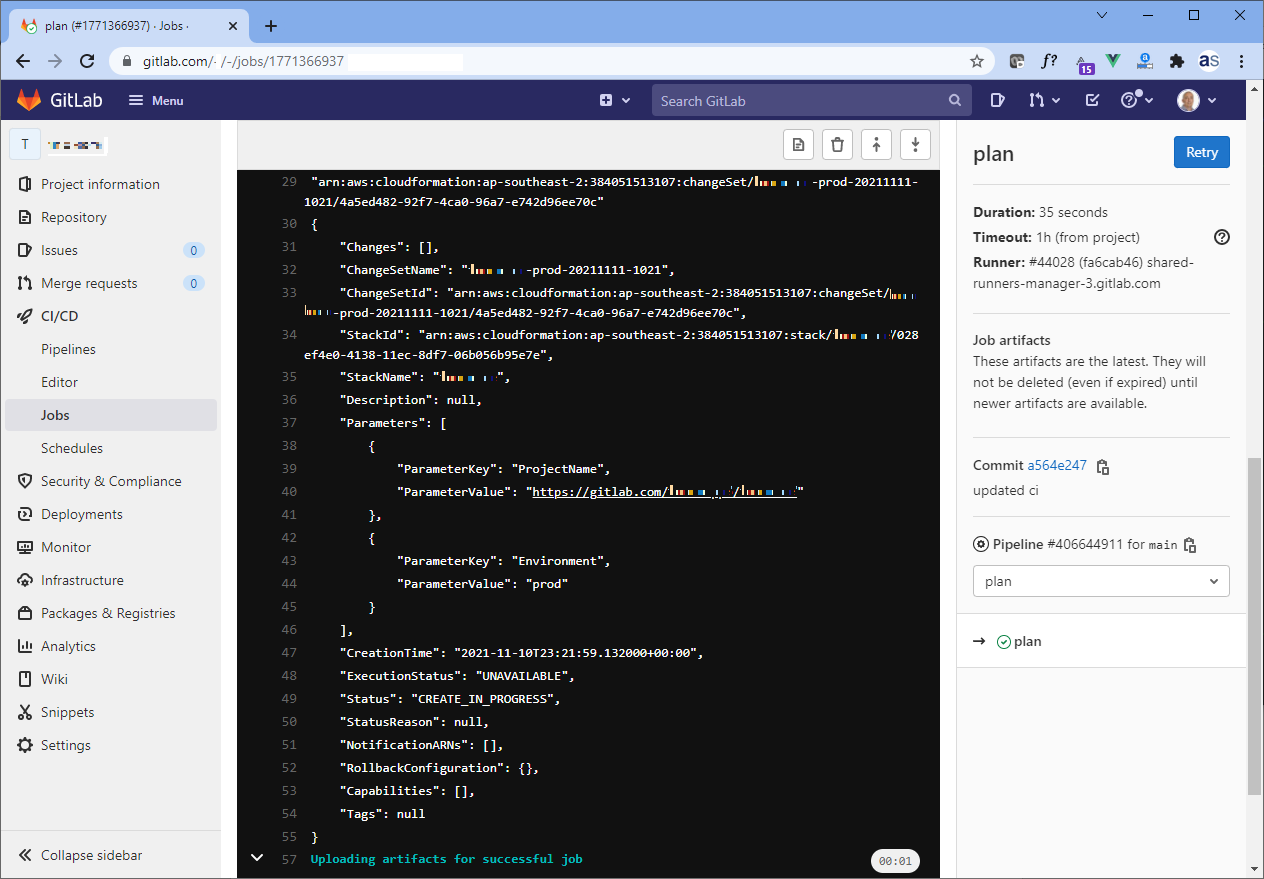 plan (#1771366937) · Jobs ·
gitlab.com/· /-/jobs/1771366937
f?
15
a
as
GitLab
Menu
Search GitLab
T
Project information
Repository
Issues
0
Merge requests
0
CI/CD
Pipelines
Editor
Jobs
Schedules
Security & Compliance
Deployments
Monitor
Infrastructure
Packages & Registries
Analytics
Wiki
Snippets
Settings
Collapse sidebar
29 "arn:aws:cloudformation:ap-southeast-2:384051513107:changeSet/ -prod-20211111-
1021/4a5ed482-92f7-4ca0-96a7-e742d96ee70c"
30 {
31 "Changes": [],
32 "ChangeSetName": " -prod-20211111-1021",
33 "ChangeSetId": "arn:aws:cloudformation:ap-southeast-2:384051513107:changeSet/
-prod-20211111-1021/4a5ed482-92f7-4ca0-96a7-e742d96ee70c",
34 "StackId": "arn:aws:cloudformation:ap-southeast-2:384051513107:stack/ /028
ef4e0-4138-11ec-8df7-06b056b95e7e",
35 "StackName": " ",
36 "Description": null,
37 "Parameters": [
38 {
39 "ParameterKey": "ProjectName",
40 "ParameterValue": "https://gitlab.com/ / "
41 },
42 {
43 "ParameterKey": "Environment",
44 "ParameterValue": "prod"
45 }
46 ],
47 "CreationTime": "2021-11-10T23:21:59.132000+00:00",
48 "ExecutionStatus": "UNAVAILABLE",
49 "Status": "CREATE_IN_PROGRESS",
50 "StatusReason": null,
51 "NotificationARNs": [],
52 "RollbackConfiguration": {},
53 "Capabilities": [],
54 "Tags": null
55 }
57 Uploading artifacts for successful job
00:01
plan
Retry
Duration: 35 seconds
Timeout: 1h (from project)
Runner: #44028 (fa6cab46) shared-
runners-manager-3.gitlab.com
Job artifacts
These artifacts are the latest. They will
not be deleted (even if expired) until
newer artifacts are available.
Commit a564e247
updated ci
Pipeline #406644911 for main
plan
→ plan